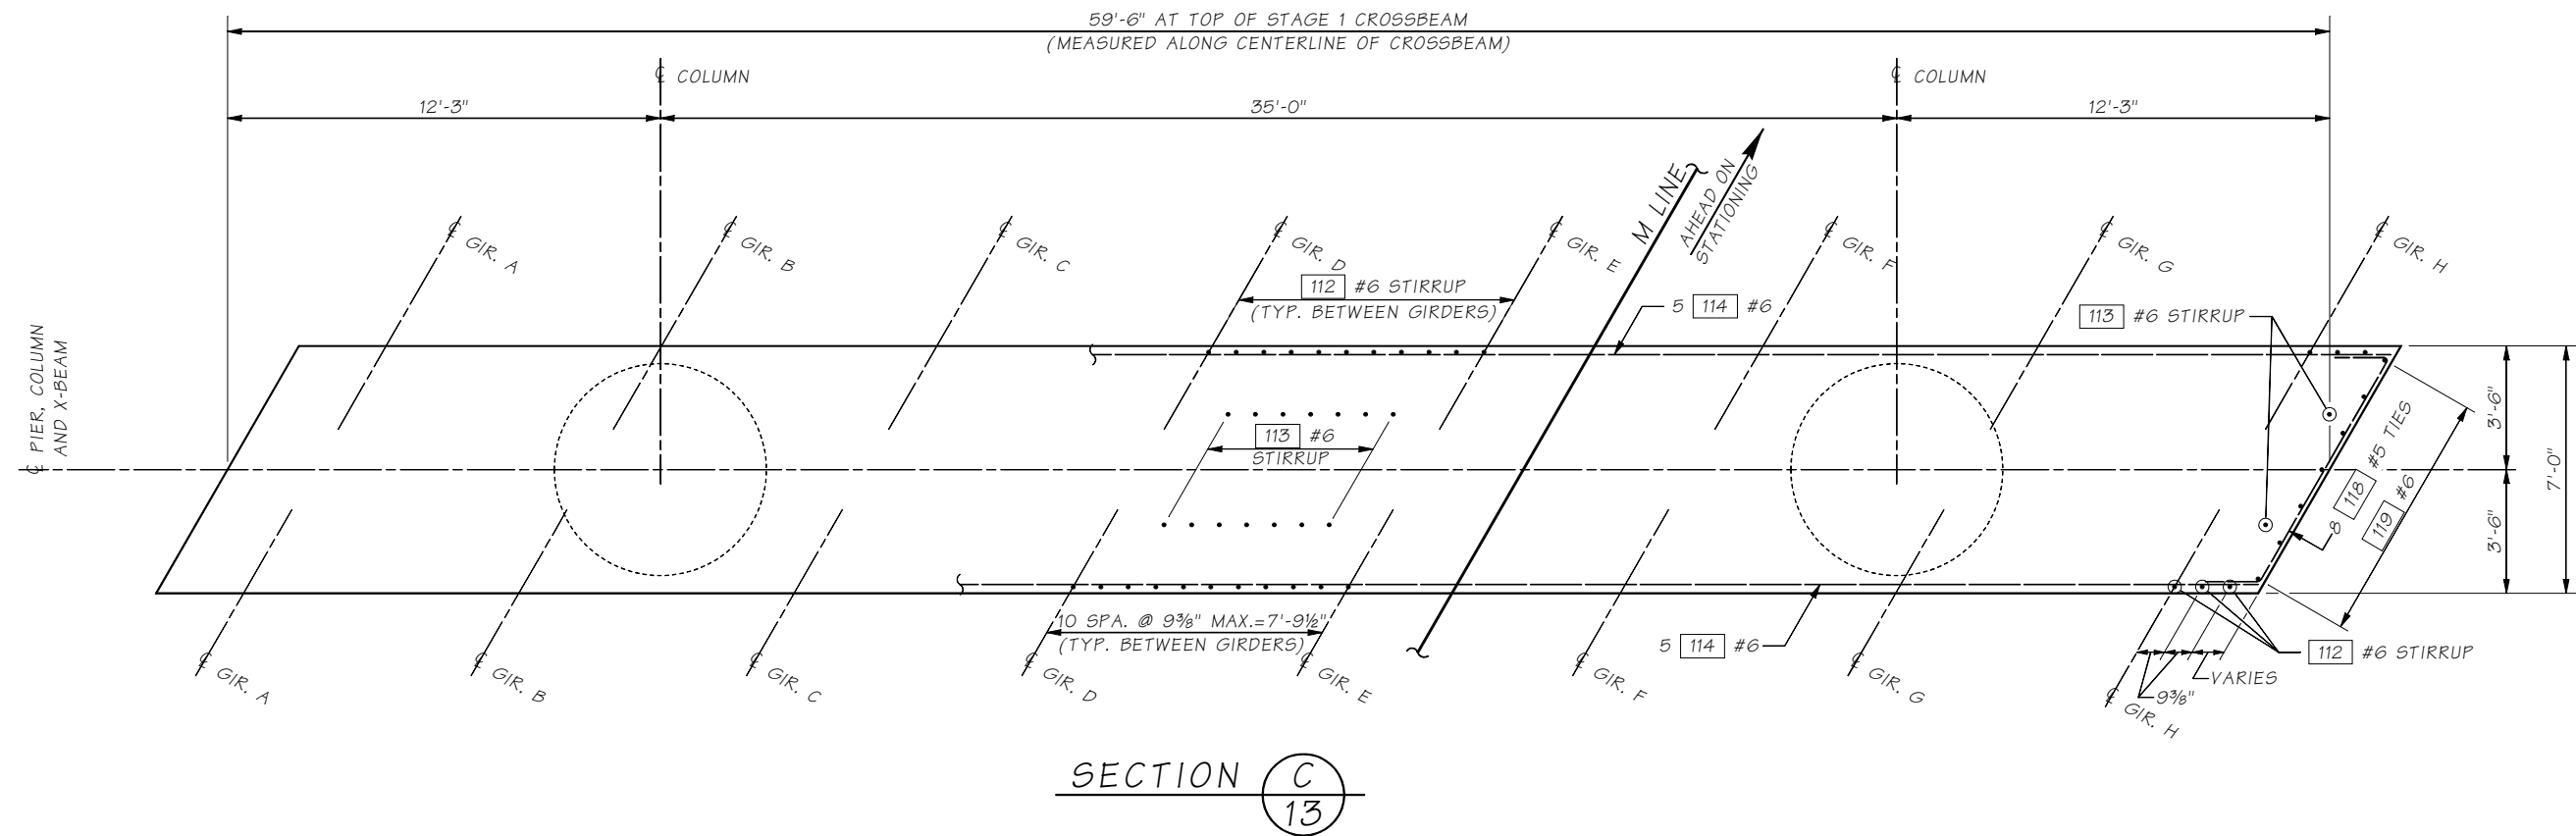 59'-6" AT TOP OF STAGE 1 CROSSBEAM
(MEASURED ALONG CENTERLINE OF CROSSBEAM)
℄ COLUMN
℄ COLUMN
12'-3"
35'-0"
12'-3"
M LINE
AHEAD ON
STATIONING
℄ GIR. A
℄ GIR. B
℄ GIR. C
℄ GIR. D
℄ GIR. E
℄ GIR. F
℄ GIR. G
℄ GIR. H
112 #6 STIRRUP
(TYP. BETWEEN GIRDERS)
5 114 #6
113 #6 STIRRUP
℄ PIER, COLUMN
AND X-BEAM
113 #6
STIRRUP
3'-6"
3'-6"
7'-0"
8 118 #5 TIES
119 #6
10 SPA. @ 9⅜" MAX.=7'-9½"
(TYP. BETWEEN GIRDERS)
5 114 #6
112 #6 STIRRUP
VARIES
9⅜"
℄ GIR. A
℄ GIR. B
℄ GIR. C
℄ GIR. D
℄ GIR. E
℄ GIR. F
℄ GIR. G
℄ GIR. H
SECTION C
13